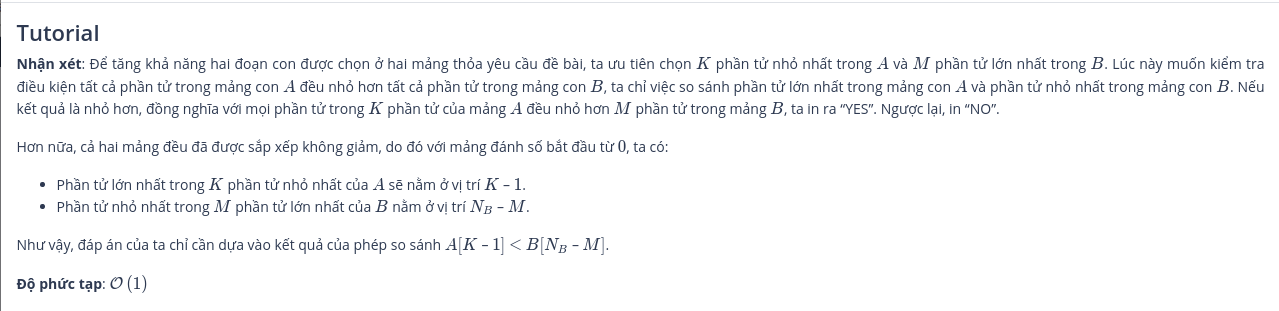 Tutorial
Nhận xét: Để tăng khả năng hai đoạn con được chọn ở hai mảng thỏa yêu cầu đề bài, ta ưu tiên chọn K phần tử nhỏ nhất trong A và M phần tử lớn nhất trong B. Lúc này muốn kiểm tra
điều kiện tất cả phần tử trong mảng con A đều nhỏ hơn tất cả phần tử trong mảng con B, ta chỉ việc so sánh phần tử lớn nhất trong mảng con A và phần tử nhỏ nhất trong mảng con B. Nếu
kết quả là nhỏ hơn, đồng nghĩa với mọi phần tử trong K phần tử của mảng A đều nhỏ hơn M phần tử trong mảng B, ta in ra “YES”. Ngược lại, in “NO”.
Hơn nữa, cả hai mảng đều đã được sắp xếp không giảm, do đó với mảng đánh số bắt đầu từ 0, ta có:
• Phần tử lớn nhất trong K phần tử nhỏ nhất của A sẽ nằm ở vị trí K – 1.
• Phần tử nhỏ nhất trong M phần tử lớn nhất của B nằm ở vị trí N_B – M.
Như vậy, đáp án của ta chỉ cần dựa vào kết quả của phép so sánh A[K – 1] < B[N_B – M].
Độ phức tạp: O (1)